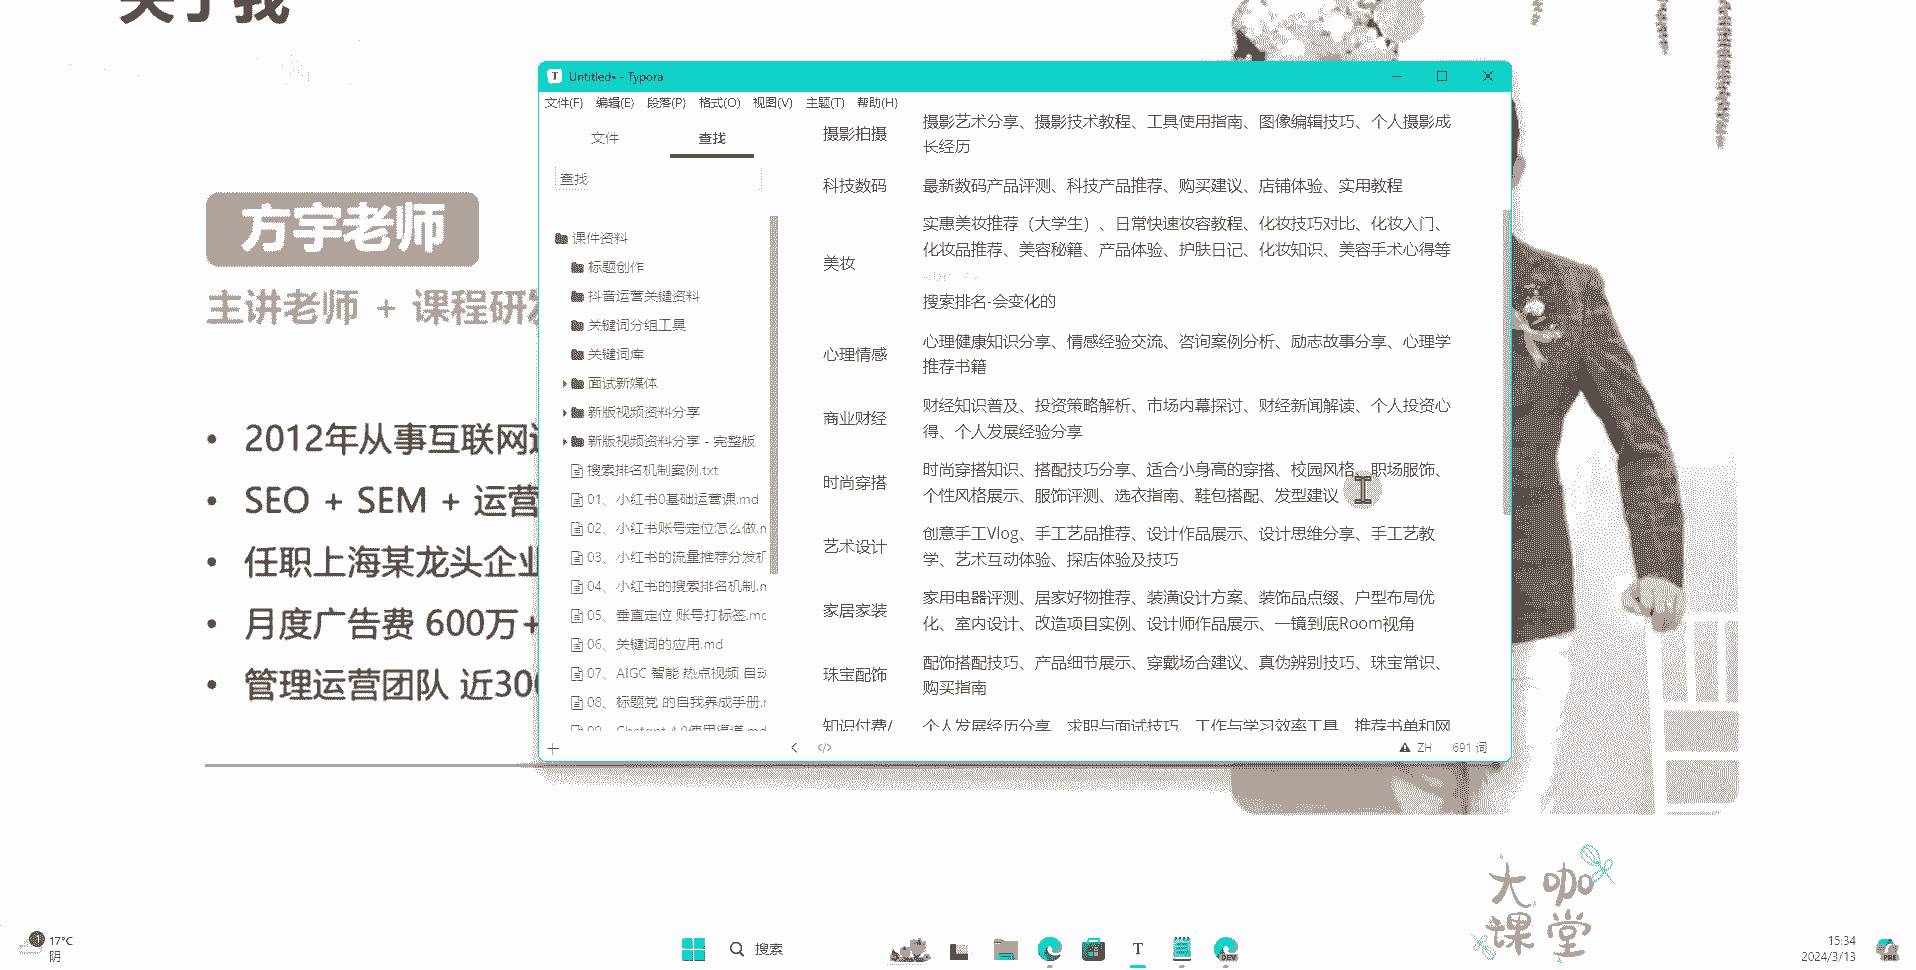 关于我
方宇老师
主讲老师 + 课程研发
2012年从事互联网
SEO + SEM + 运营
任职上海某龙头企业
月度广告费 600万+
管理运营团队 近300
Untitled• - Typora
文件(F) 编辑(E) 段落(P) 格式(O) 视图(V) 主题(T) 帮助(H)
文件 查找
查找
课件资料
标题创作
抖音运营关键资料
关键词分组工具
关键词库
面试新媒体
新版视频资料分享
新版视频资料分享 - 完整版
搜索排名机制案例.txt
01、小红书0基础运营课.md
02、小红书账号定位怎么做.m
03、小红书的流量推荐分发机
04、小红书的搜索排名机制.m
05、垂直定位 账号打标签.mc
06、关键词的应用.md
07、AIGC 智能 热点视频 自动
08、标题党 的自我养成手册.r
09、Chatgpt 4.0使用渠道.md
摄影拍摄
摄影艺术分享、摄影技术教程、工具使用指南、图像编辑技巧、个人摄影成
长经历
科技数码
最新数码产品评测、科技产品推荐、购买建议、店铺体验、实用教程
美妆
实惠美妆推荐（大学生）、日常快速妆容教程、化妆技巧对比、化妆入门、
化妆品推荐、美容秘籍、产品体验、护肤日记、化妆知识、美容手术心得等
搜索排名-会变化的
心理情感
心理健康知识分享、情感经验交流、咨询案例分析、励志故事分享、心理学
推荐书籍
商业财经
财经知识普及、投资策略解析、市场内幕探讨、财经新闻解读、个人投资心
得、个人发展经验分享
时尚穿搭
时尚穿搭知识、搭配技巧分享、适合小身高的穿搭、校园风格、职场服饰、
个性风格展示、服饰评测、选衣指南、鞋包搭配、发型建议
艺术设计
创意手工Vlog、手工艺品推荐、设计作品展示、设计思维分享、手工艺教
学、艺术互动体验、探店体验及技巧
家居家装
家用电器评测、居家好物推荐、装潢设计方案、装饰品点缀、户型布局优
化、室内设计、改造项目实例、设计师作品展示、一镜到底Room视角
珠宝配饰
配饰搭配技巧、产品细节展示、穿戴场合建议、真伪辨别技巧、珠宝常识、
购买指南
知识付费/
个人发展经历分享、求职与面试技巧、工作与学习效率工具、推荐书单和网
ZH 691 词
大咖
课堂
1
17°C
阴
搜索
T
DEV
15:34
2024/3/13
PRE